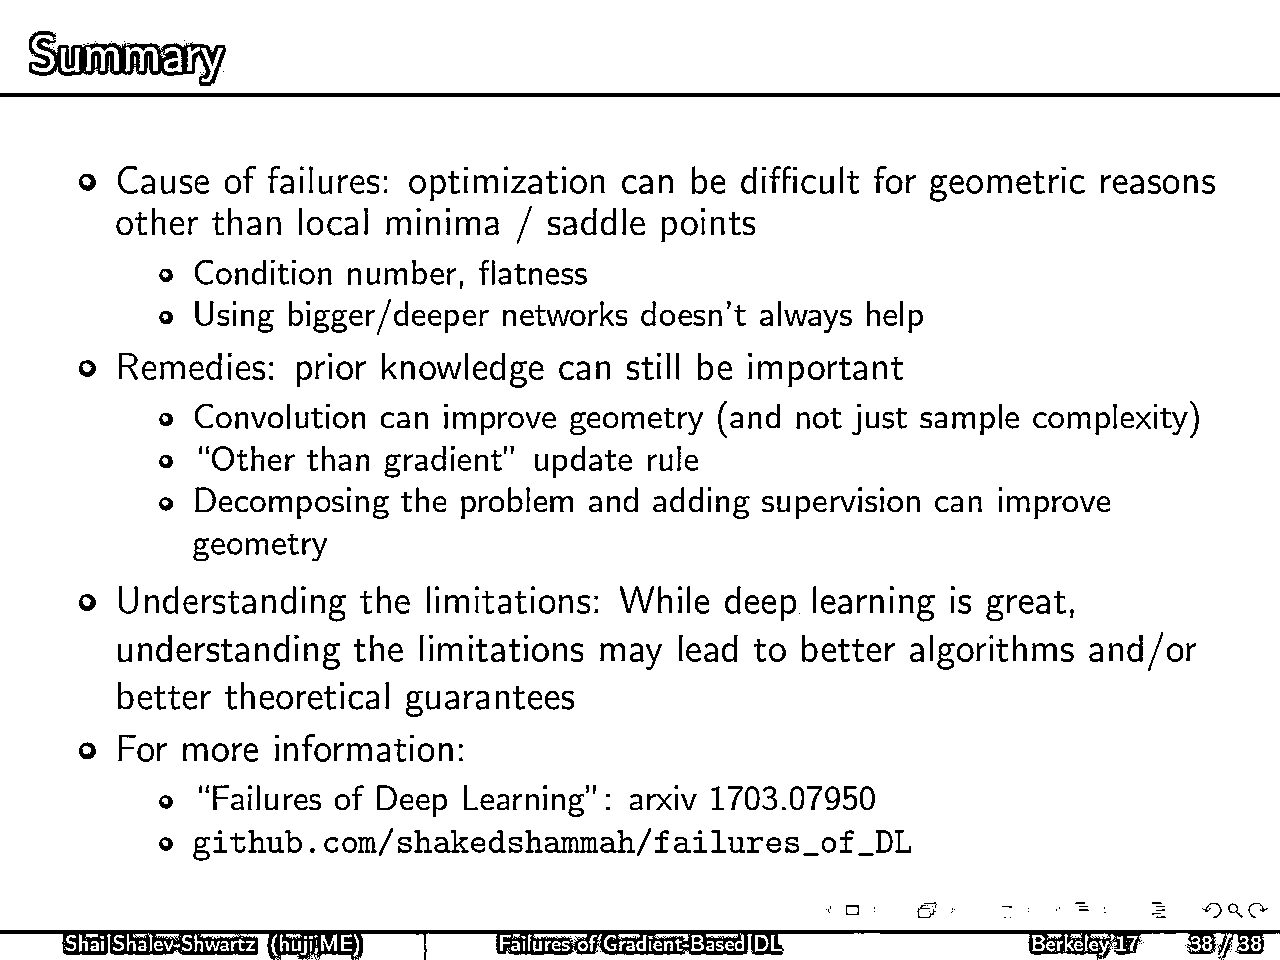 Summary
Cause of failures: optimization can be difficult for geometric reasons
other than local minima / saddle points
Condition number, flatness
Using bigger/deeper networks doesn't always help
Remedies: prior knowledge can still be important
Convolution can improve geometry (and not just sample complexity)
“Other than gradient” update rule
Decomposing the problem and adding supervision can improve
geometry
Understanding the limitations: While deep learning is great,
understanding the limitations may lead to better algorithms and/or
better theoretical guarantees
For more information:
“Failures of Deep Learning”: arxiv 1703.07950
github.com/shakedshammah/failures_of_DL
Shai Shalev-Shwartz (huji,ME) Failures of Gradient-Based DL Berkeley'17 38 / 38